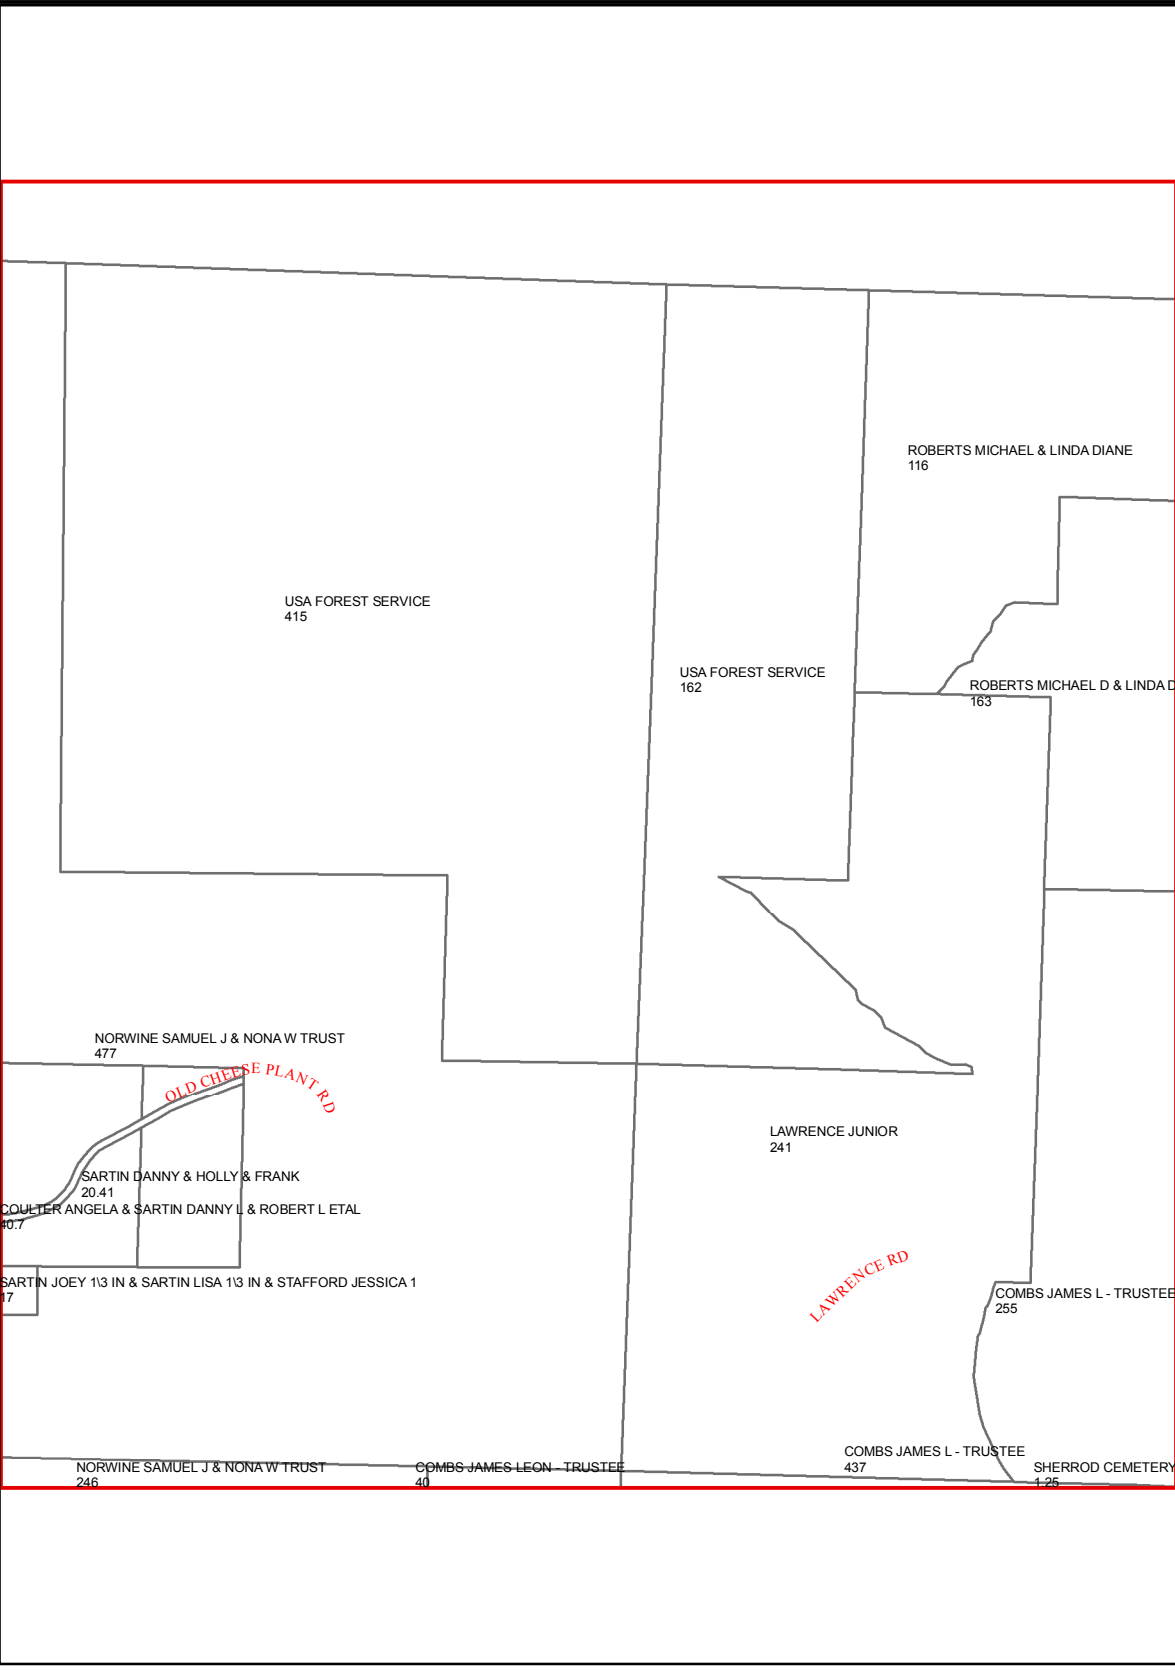 ROBERTS MICHAEL & LINDA DIANE
116
USA FOREST SERVICE
415
USA FOREST SERVICE
162
ROBERTS MICHAEL D & LINDA D
163
NORWINE SAMUEL J & NONA W TRUST
477
OLD CHEESE PLANT RD
LAWRENCE JUNIOR
241
SARTIN DANNY & HOLLY & FRANK
20.41
COULTER ANGELA & SARTIN DANNY L & ROBERT L ETAL
40.7
LAWRENCE RD
SARTIN JOEY 1\3 IN & SARTIN LISA 1\3 IN & STAFFORD JESSICA 1
17
COMBS JAMES L - TRUSTEE
255
COMBS JAMES L - TRUSTEE
437
NORWINE SAMUEL J & NONA W TRUST
246
COMBS JAMES LEON - TRUSTEE
40
SHERROD CEMETERY
1.25